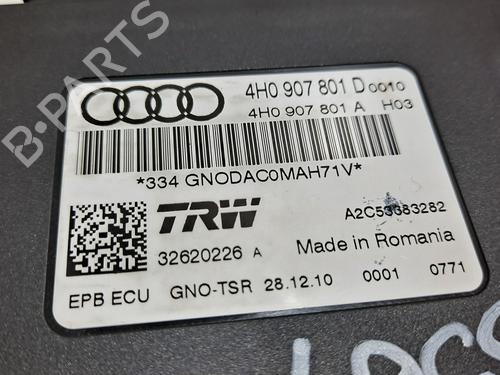 B-PARTS
4H0 907 801 D 0010
4H0 907 801 A H03
*334 GNODAC0MAH71V*
TRW
A2C53683282
32620226 A
Made in Romania
EPB ECU GNO-TSR 28.12.10 0001 0771